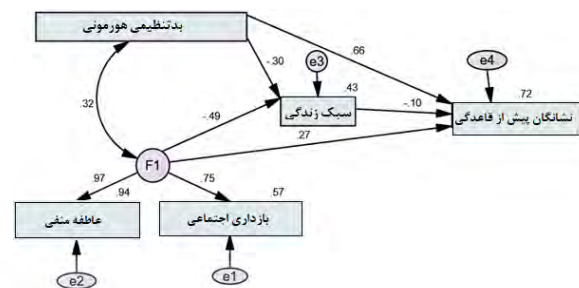 بدتنظیمی هورمونی
.66
e4
-.30
e3
.32
.43
.72
سبک زندگی
-.10
نشانگان پیش از قاعدگی
-.49
.27
F1
.97
.94
.75
.57
عاطفه منفی
بازداری اجتماعی
e2
e1